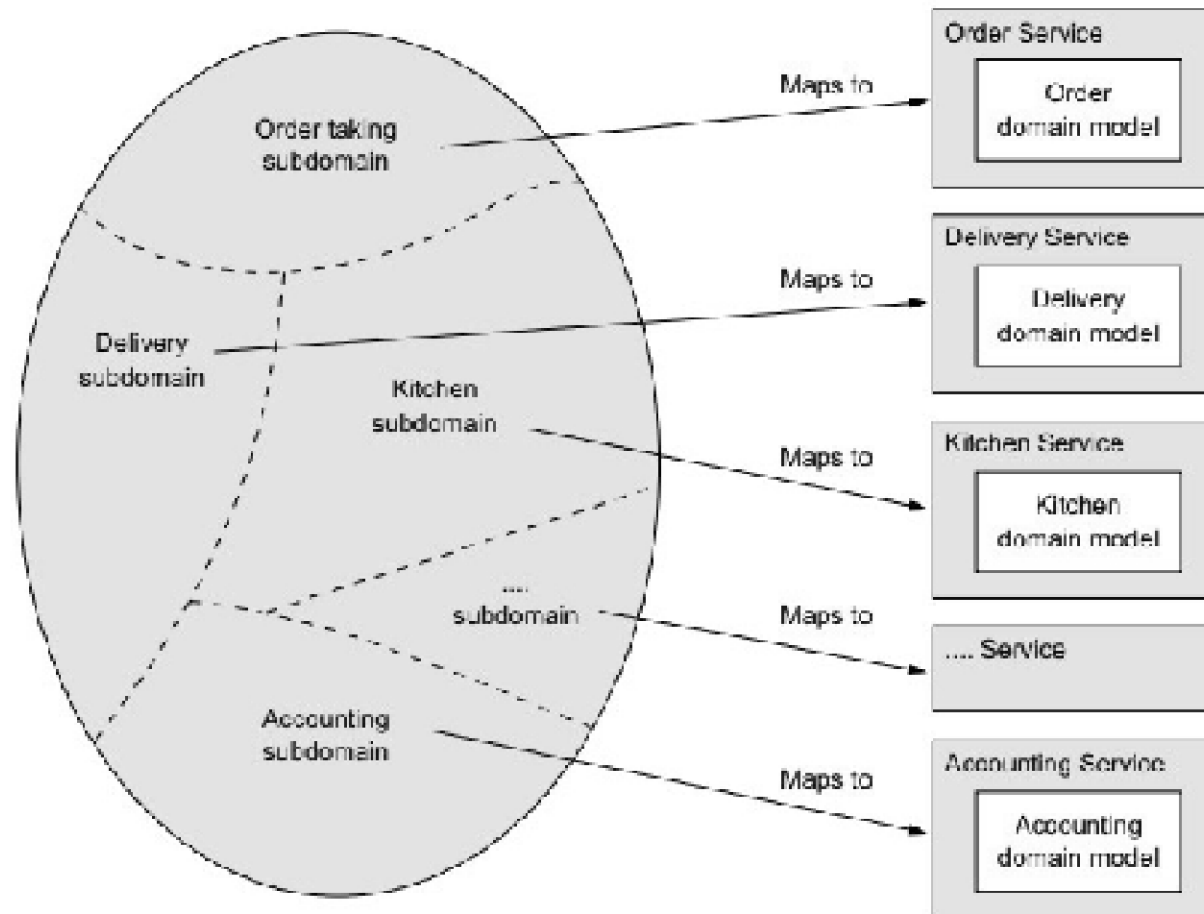 Order taking
subdomain
Maps to
Order Service
Order
domain model
Delivery
subdomain
Maps to
Delivery Service
Delivery
domain model
Kitchen
subdomain
Maps to
Kitchen Service
Kitchen
domain model
....
subdomain
Maps to
.... Service
Accounting
subdomain
Maps to
Accounting Service
Accounting
domain model